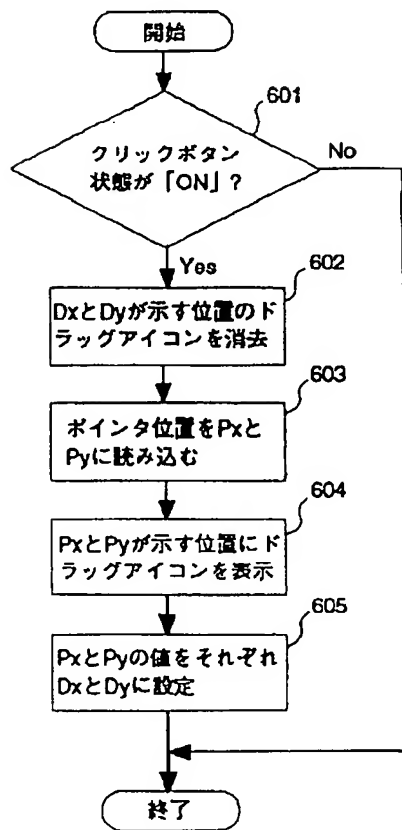 開始
601
クリックボタン
状態が「ON」?
No
Yes
602
DxとDyが示す位置のド
ラッグアイコンを消去
603
ポインタ位置をPxと
Pyに読み込む
604
PxとPyが示す位置にド
ラッグアイコンを表示
605
PxとPyの値をそれぞれ
DxとDyに設定
終了